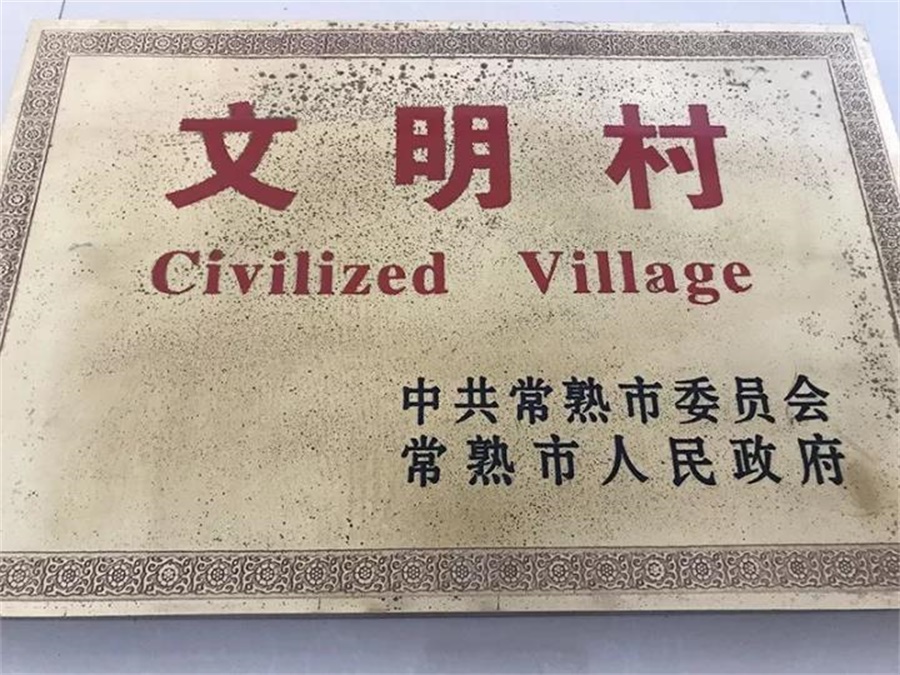 文明村
Civilized Village
中共常熟市委员会
常熟市人民政府